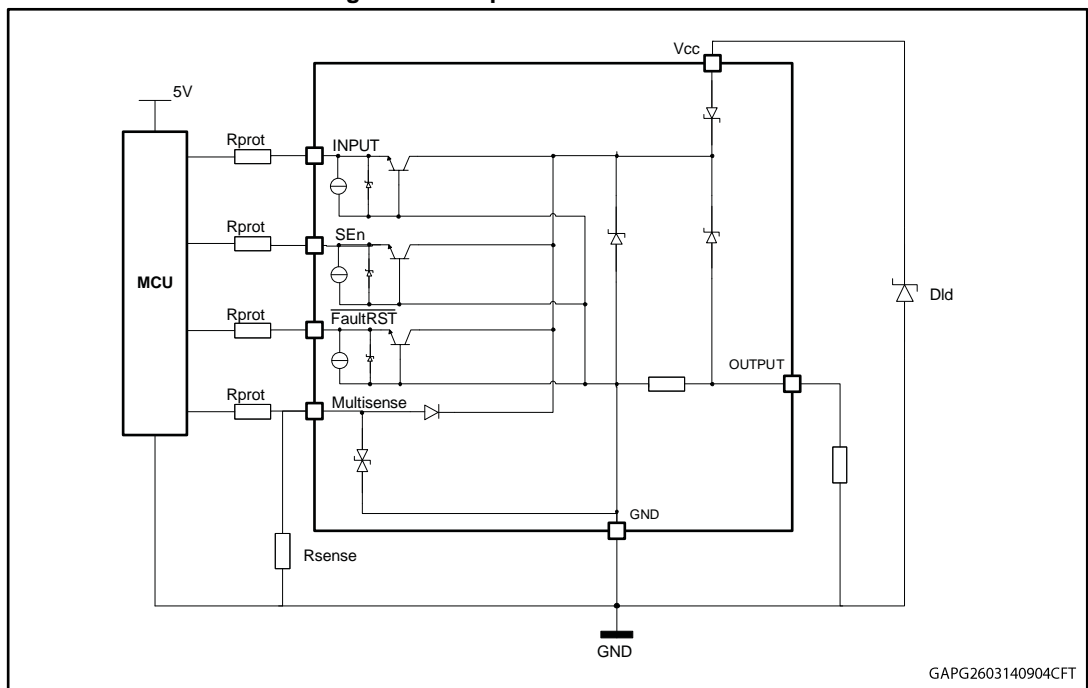 Vcc
5V
Rprot
INPUT
Rprot
SEn
MCU
Dld
Rprot
FaultRST
OUTPUT
Rprot
Multisense
GND
Rsense
GND
GAPG2603140904CFT